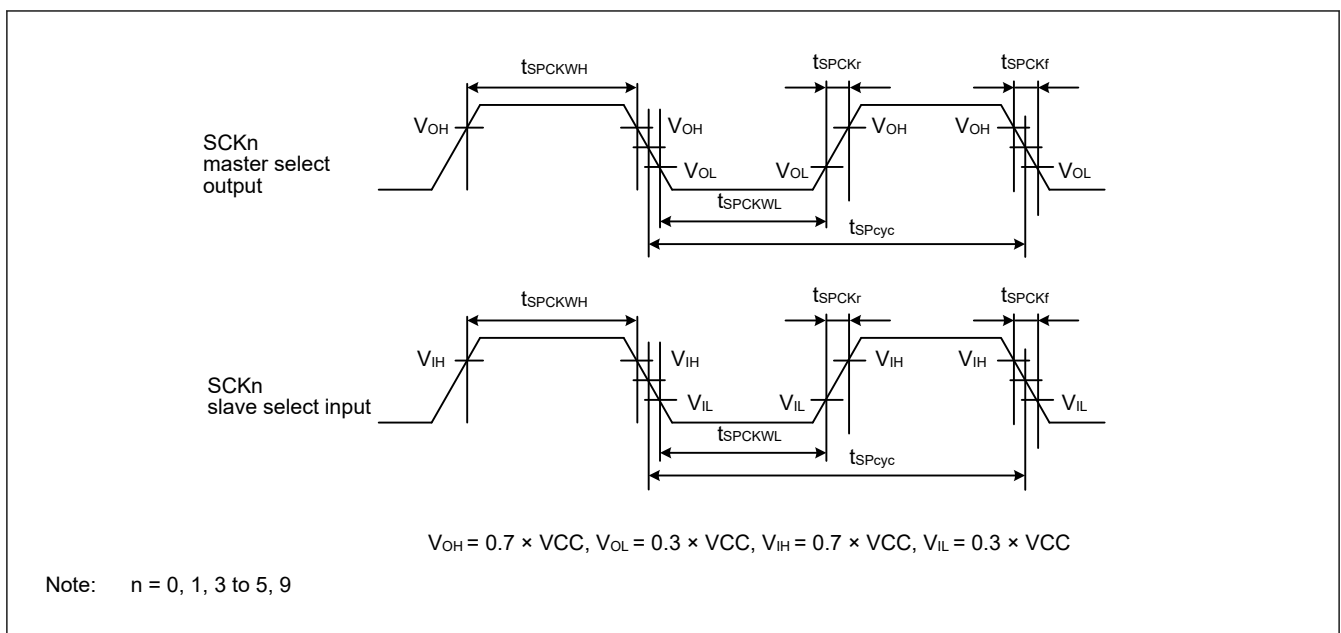 tSPCKWH
tSPCKr
tSPCKf
VOH
VOH
VOH
VOH
SCKn
master select
output
VOL
VOL
VOL
tSPCKWL
tSPcyc
tSPCKWH
tSPCKr
tSPCKf
VIH
VIH
VIH
VIH
SCKn
slave select input
VIL
VIL
VIL
tSPCKWL
tSPcyc
VOH = 0.7 × VCC, VOL = 0.3 × VCC, VIH = 0.7 × VCC, VIL = 0.3 × VCC
Note: n = 0, 1, 3 to 5, 9